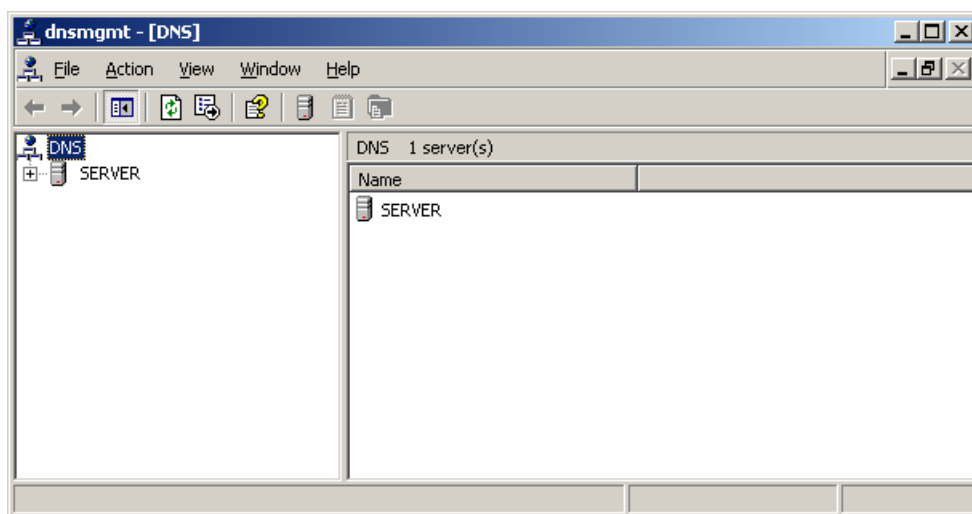 dnsmgmt - [DNS]
File Action View Window Help
DNS
SERVER
DNS 1 server(s)
Name
SERVER